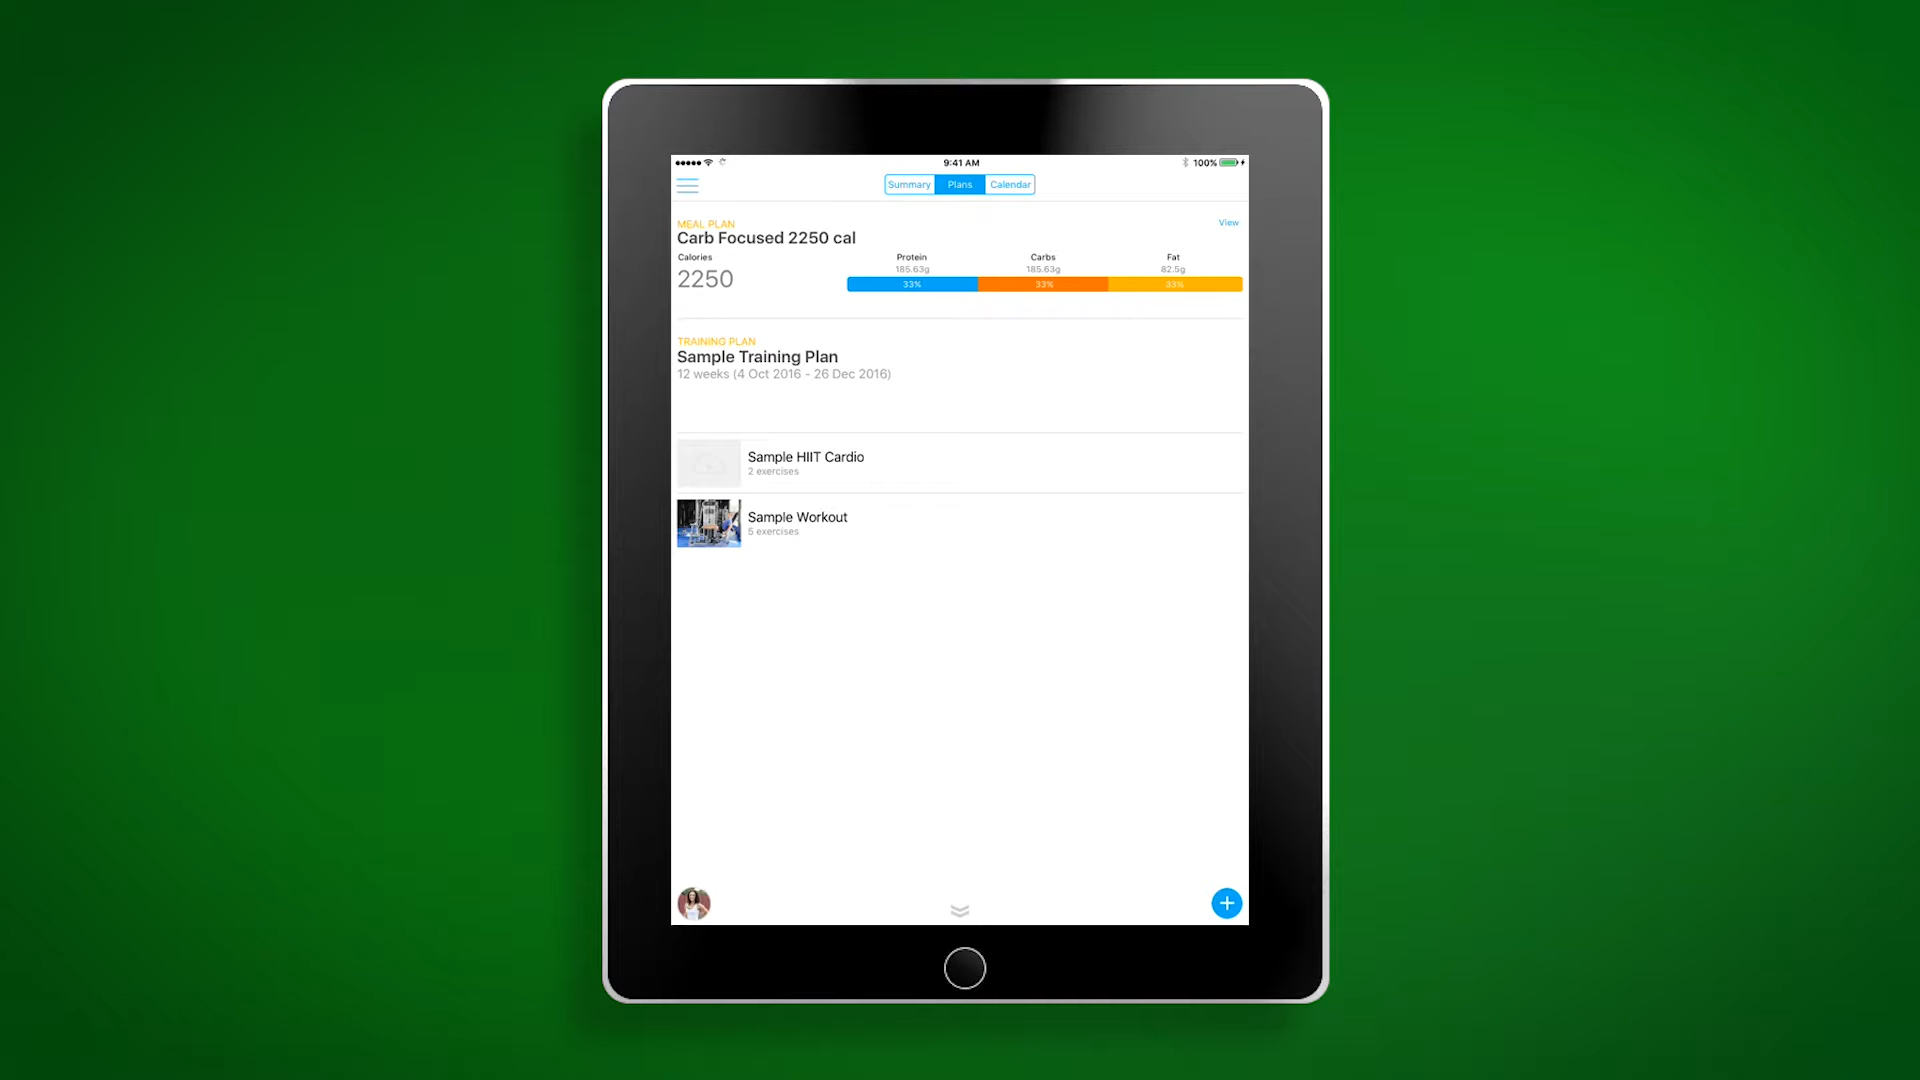 9:41 AM
100%
Summary Plans Calendar
MEAL PLAN
View
Carb Focused 2250 cal
Calories Protein Carbs Fat
185.63g 185.63g 82.5g
2250
33% 33% 33%
TRAINING PLAN
Sample Training Plan
12 weeks (4 Oct 2016 - 26 Dec 2016)
Sample HIIT Cardio
2 exercises
Sample Workout
5 exercises